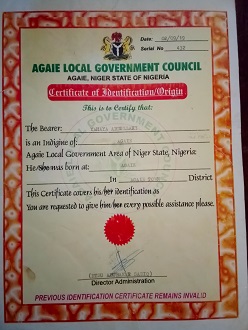 Date:
Serial No 432
AGAIE LOCAL GOVERNMENT COUNCIL
AGAIE, NIGER STATE OF NIGERIA
Certificate of Identification/Origin
This is to Certify that:
The Bearer:
is an Indigine of:
Agaie Local Government Area of Niger State, Nigeria
He/She was born at:
In District
This Certificate covers his/her identification as
You are requested to give him/her every possible assistance please.
Director Administration
PREVIOUS IDENTIFICATION CERTIFICATE REMAINS INVALID